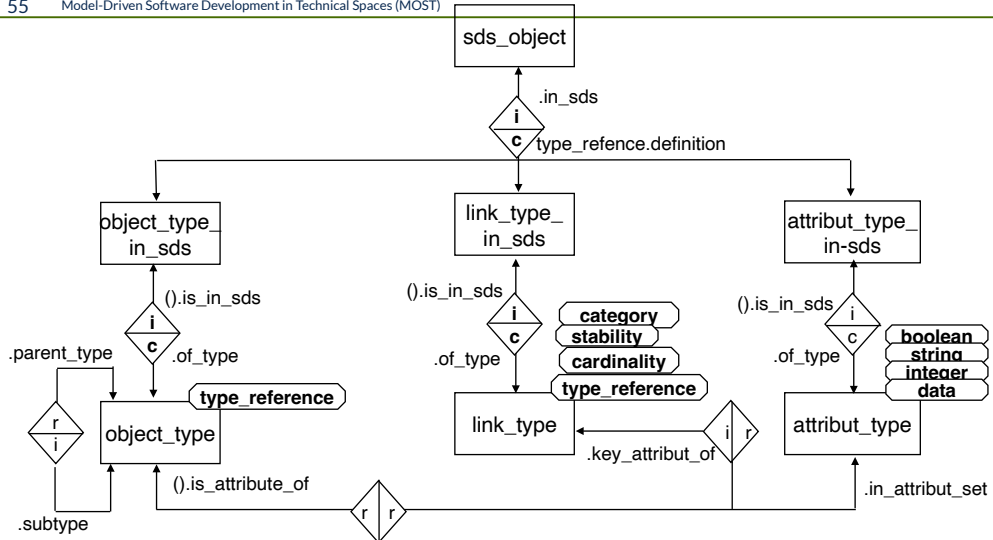 55 Model-Driven Software Development in Technical Spaces (MOST)
sds_object
.in_sds
i
c
type_refence.definition
object_type_
in_sds
link_type_
in_sds
attribut_type_
in-sds
().is_in_sds
i
c
.of_type
().is_in_sds
i
c
.of_type
category
stability
cardinality
type_reference
().is_in_sds
i
c
.of_type
boolean
string
integer
data
.parent_type
r
i
.subtype
type_reference
object_type
link_type
attribut_type
i r
.key_attribut_of
().is_attribute_of
r r
.in_attribut_set